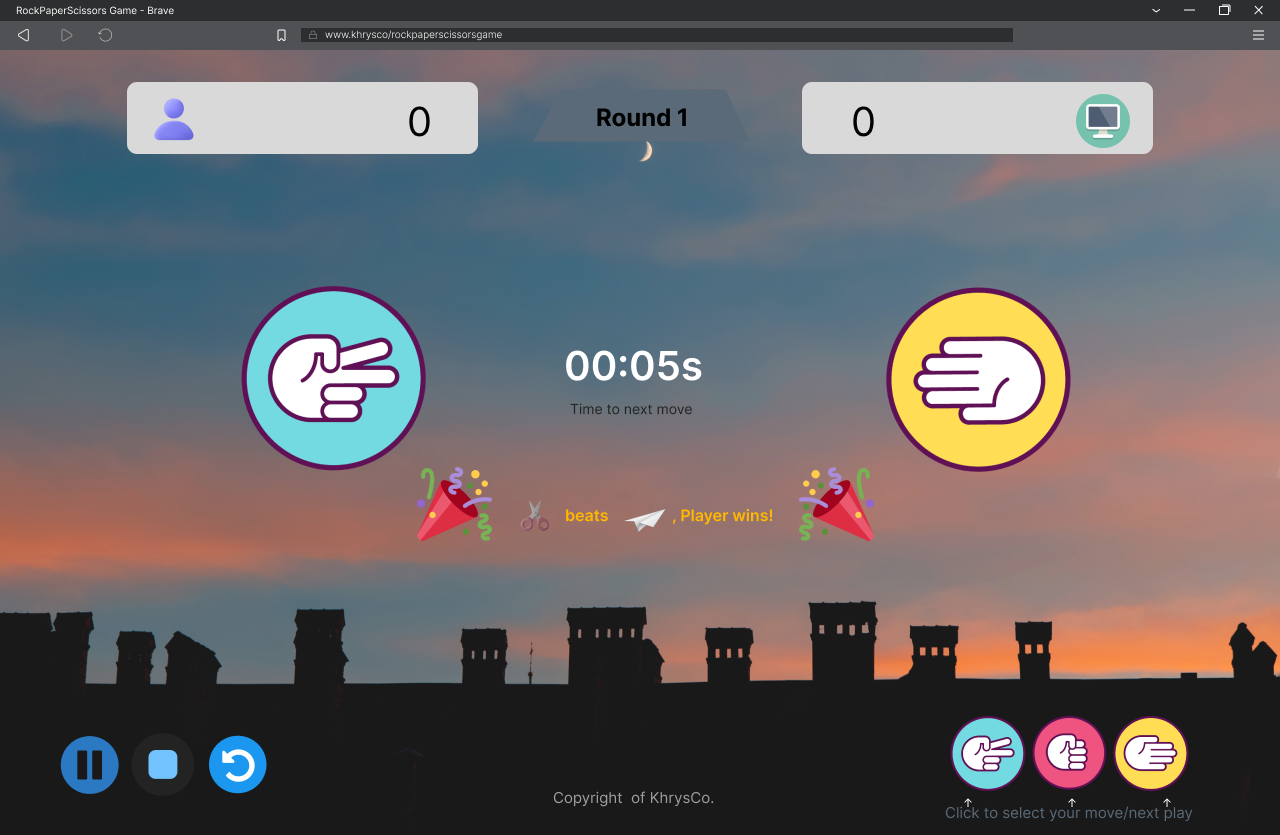 RockPaperScissors Game - Brave
www.khrysco/rockpaperscissorsgame
0
Round 1
0
00:05s
Time to next move
beats , Player wins!
Copyright of KhrysCo.
Click to select your move/next play